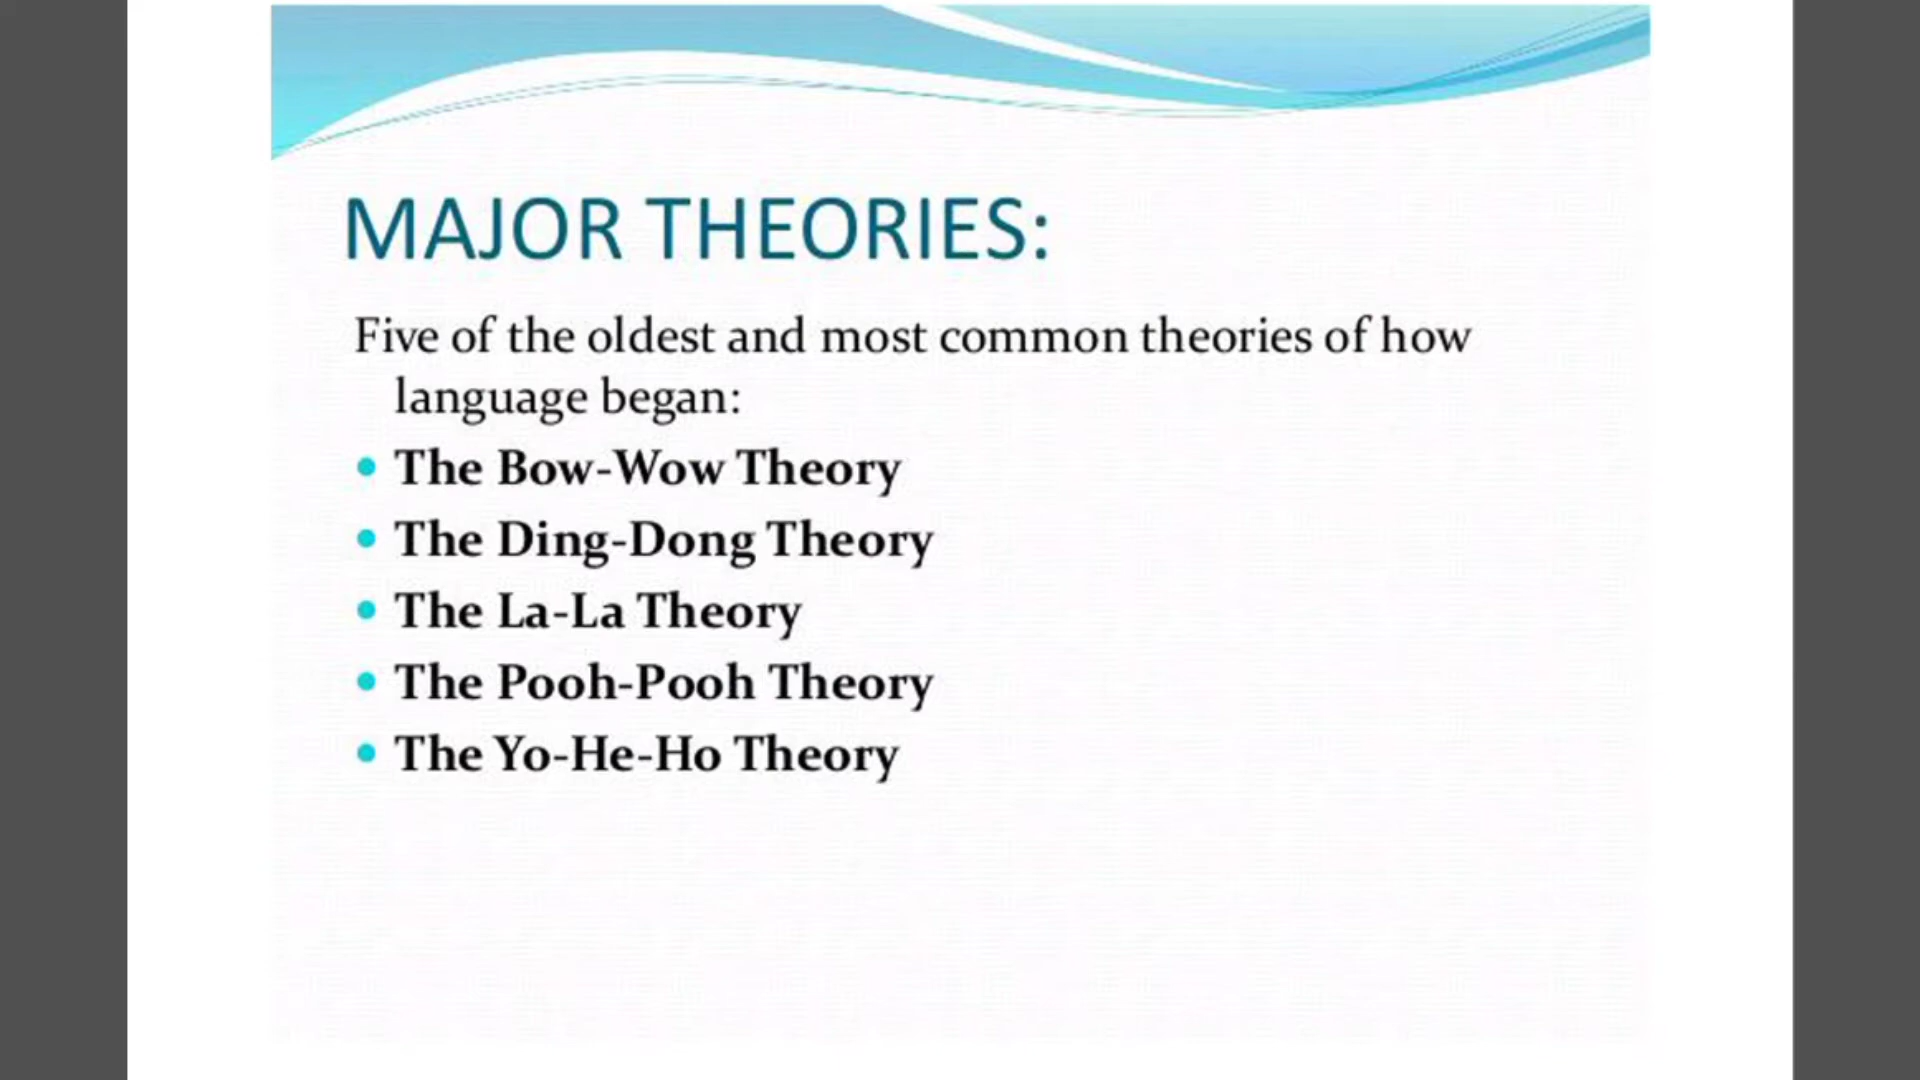 MAJOR THEORIES:
Five of the oldest and most common theories of how
language began:
• The Bow-Wow Theory
• The Ding-Dong Theory
• The La-La Theory
• The Pooh-Pooh Theory
• The Yo-He-Ho Theory